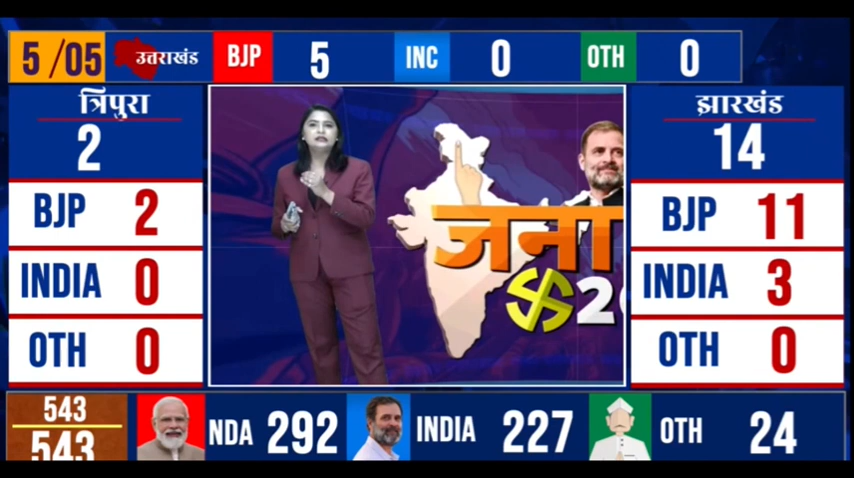 5/05 उत्तराखंड BJP 5 INC 0 OTH 0
त्रिपुरा
2
BJP 2
INDIA 0
OTH 0
जना
झारखंड
14
BJP 11
INDIA 3
OTH 0
543
543
NDA 292 INDIA 227 OTH 24